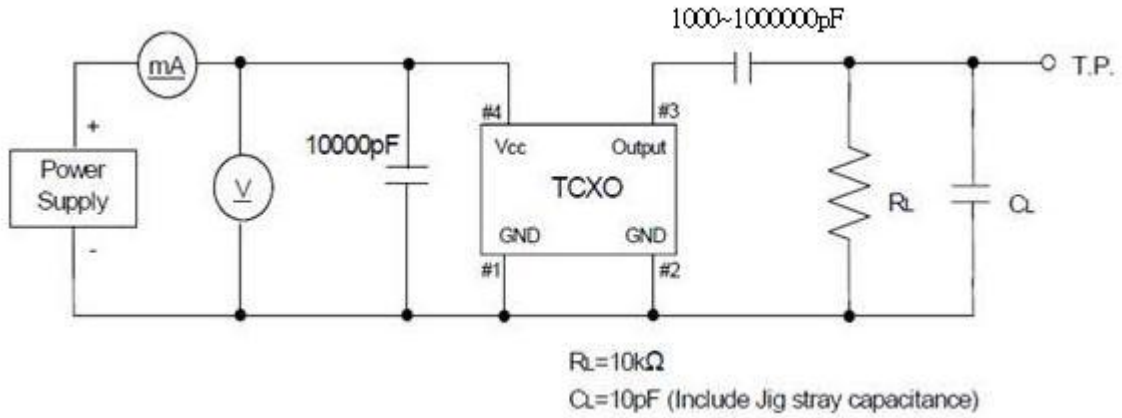 1000~1000000pF
mA
T.P.
#4
#3
+
10000pF
Vcc
Output
Power
Supply
V
TCXO
RL
CL
GND
GND
-
#1
#2
RL=10kΩ
CL=10pF (Include Jig stray capacitance)